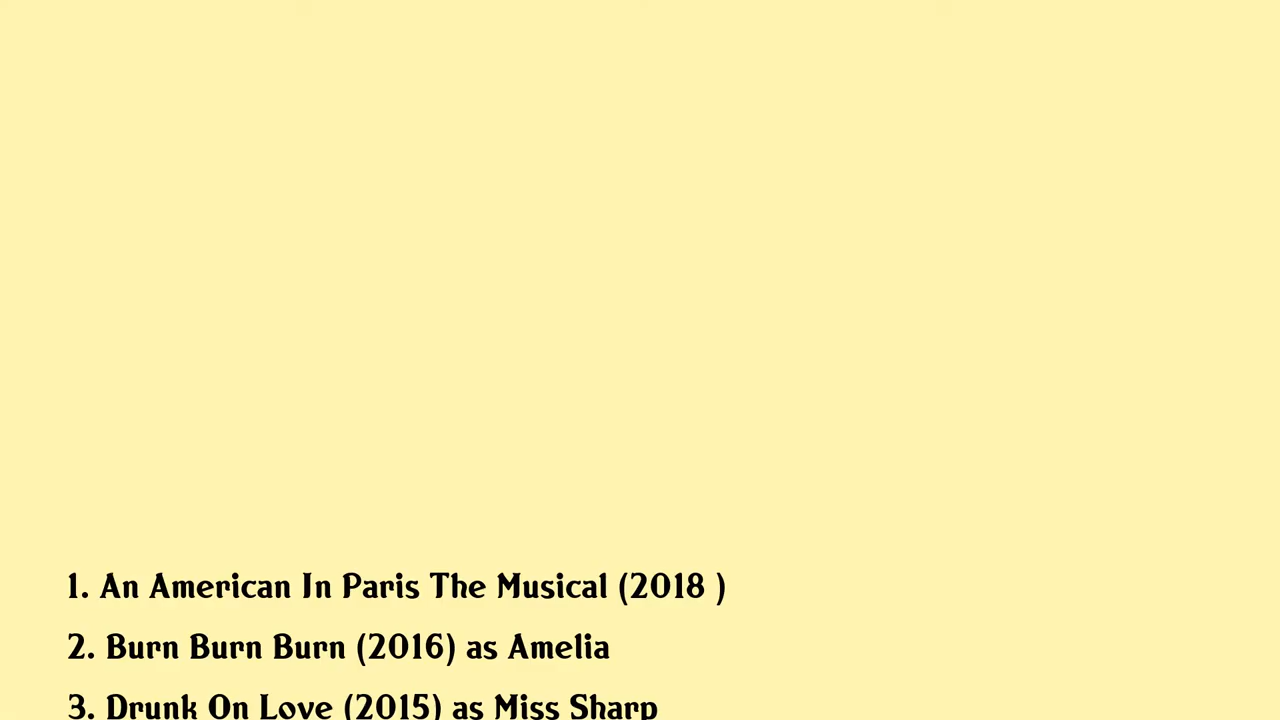 1. An American In Paris The Musical (2018 )
2. Burn Burn Burn (2016) as Amelia
3. Drunk On Love (2015) as Miss Sharp